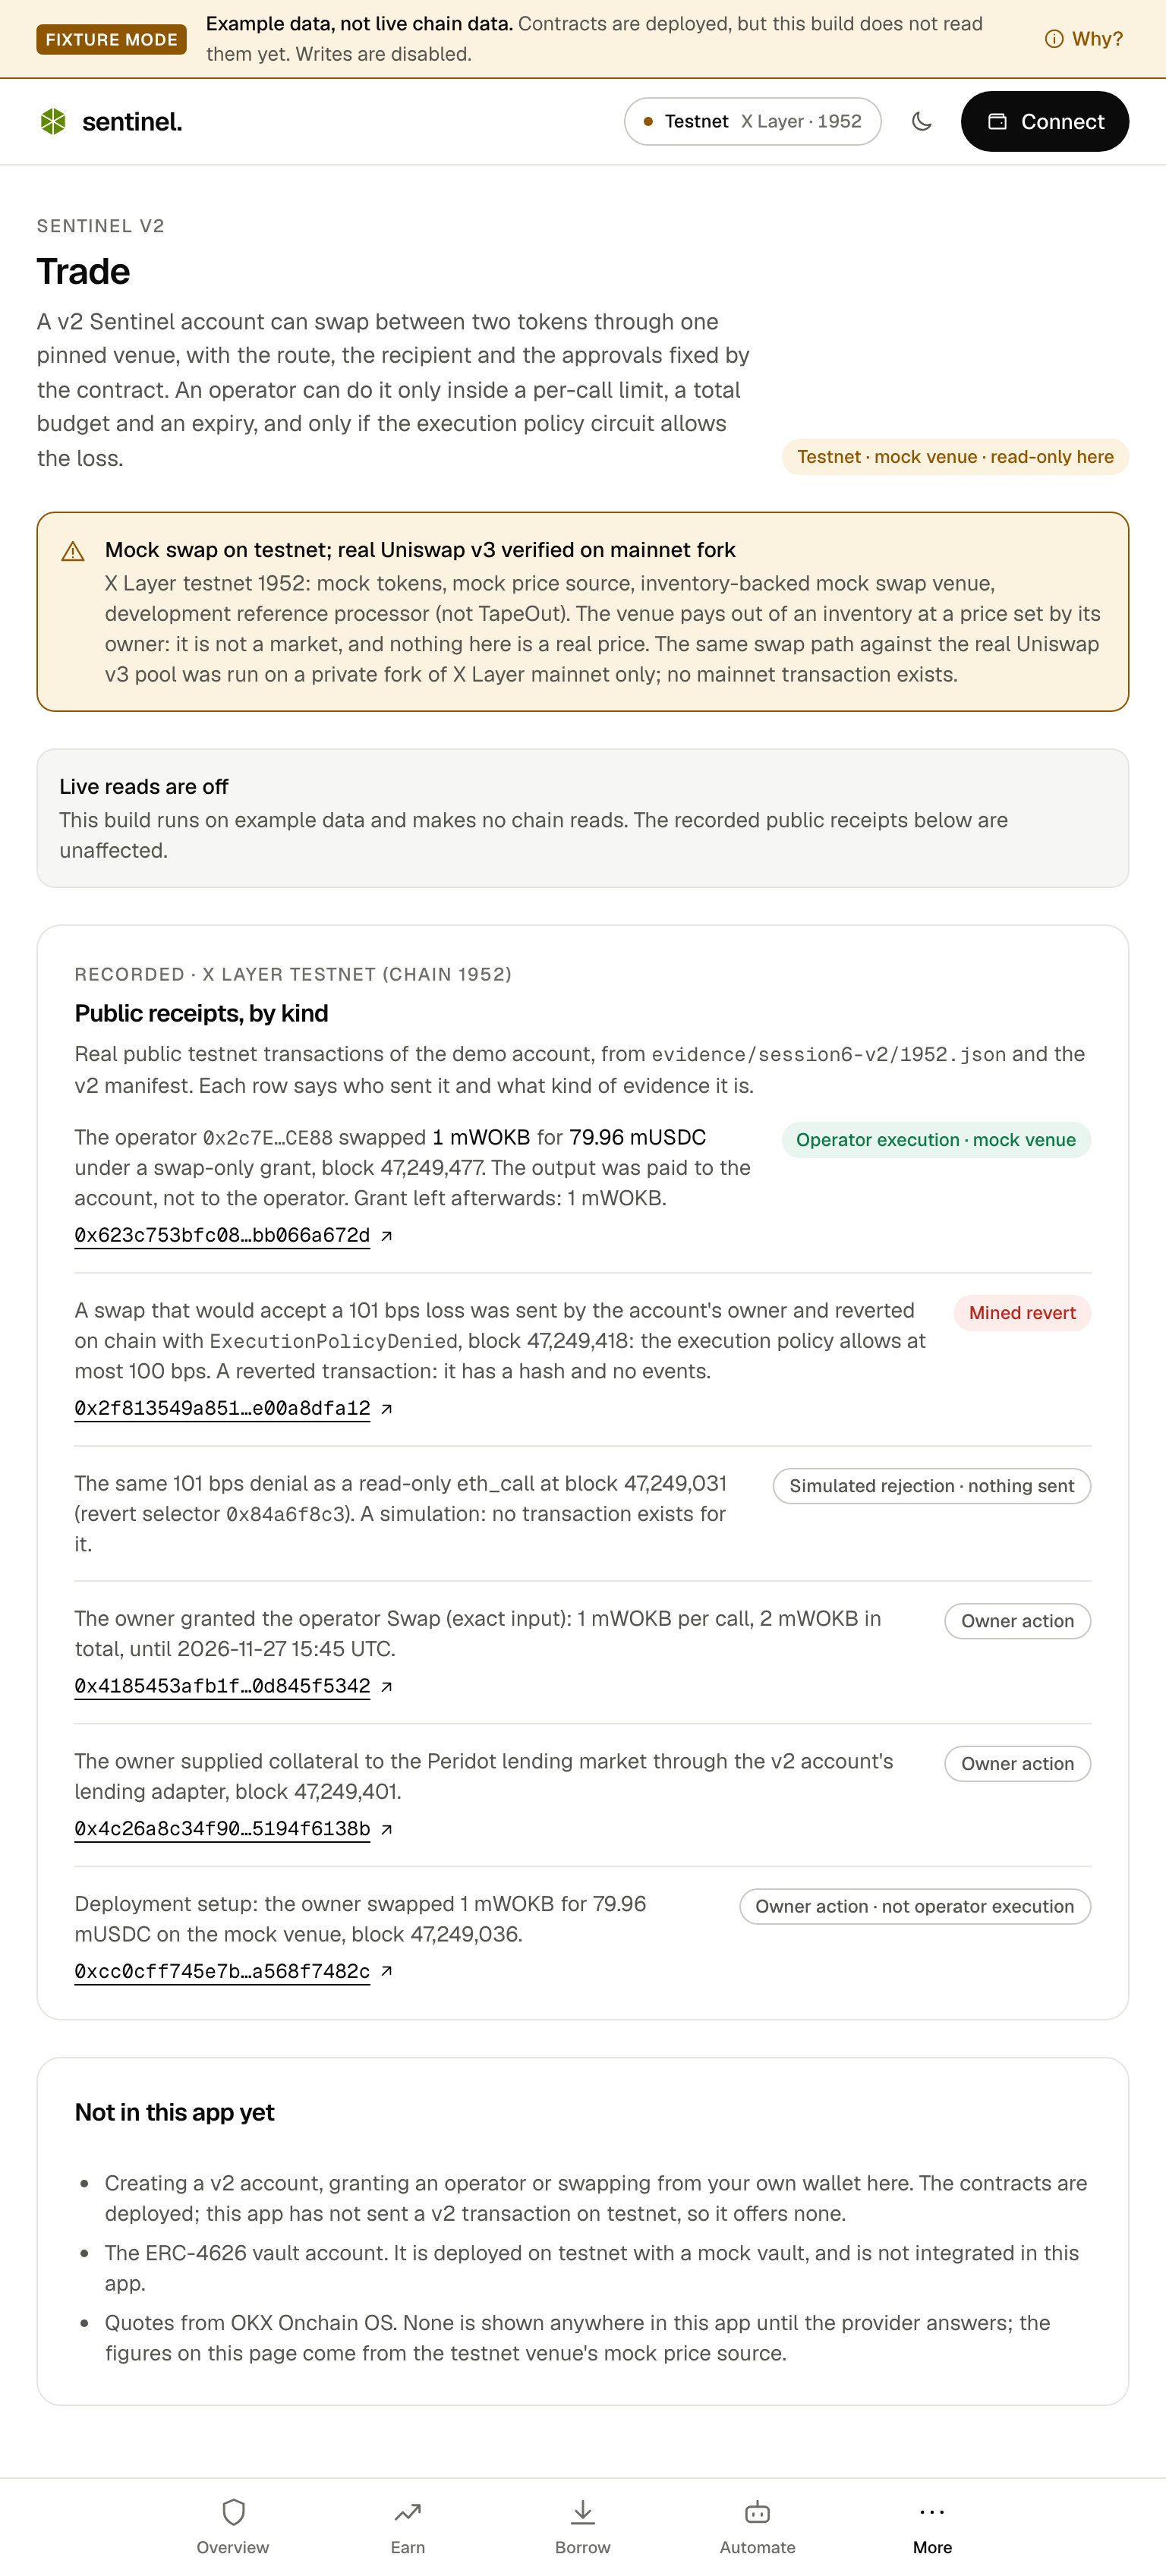 FIXTURE MODE
Example data, not live chain data. Contracts are deployed, but this build does not read
them yet. Writes are disabled.
Why?
sentinel.
Testnet X Layer · 1952
Connect
SENTINEL V2
Trade
A v2 Sentinel account can swap between two tokens through one
pinned venue, with the route, the recipient and the approvals fixed by
the contract. An operator can do it only inside a per-call limit, a total
budget and an expiry, and only if the execution policy circuit allows
the loss.
Testnet · mock venue · read-only here
Mock swap on testnet; real Uniswap v3 verified on mainnet fork
X Layer testnet 1952: mock tokens, mock price source, inventory-backed mock swap venue,
development reference processor (not TapeOut). The venue pays out of an inventory at a price set by its
owner: it is not a market, and nothing here is a real price. The same swap path against the real Uniswap
v3 pool was run on a private fork of X Layer mainnet only; no mainnet transaction exists.
Live reads are off
This build runs on example data and makes no chain reads. The recorded public receipts below are
unaffected.
RECORDED · X LAYER TESTNET (CHAIN 1952)
Public receipts, by kind
Real public testnet transactions of the demo account, from evidence/session6-v2/1952.json and the
v2 manifest. Each row says who sent it and what kind of evidence it is.
The operator 0x2c7E…CE88 swapped 1 mWOKB for 79.96 mUSDC
under a swap-only grant, block 47,249,477. The output was paid to the
account, not to the operator. Grant left afterwards: 1 mWOKB.
Operator execution · mock venue
0x623c753bfc08…bb066a672d ↗
A swap that would accept a 101 bps loss was sent by the account's owner and reverted
on chain with ExecutionPolicyDenied, block 47,249,418: the execution policy allows at
most 100 bps. A reverted transaction: it has a hash and no events.
Mined revert
0x2f813549a851…e00a8dfa12 ↗
The same 101 bps denial as a read-only eth_call at block 47,249,031
(revert selector 0x84a6f8c3). A simulation: no transaction exists for
it.
Simulated rejection · nothing sent
The owner granted the operator Swap (exact input): 1 mWOKB per call, 2 mWOKB in
total, until 2026-11-27 15:45 UTC.
Owner action
0x4185453afb1f…0d845f5342 ↗
The owner supplied collateral to the Peridot lending market through the v2 account's
lending adapter, block 47,249,401.
Owner action
0x4c26a8c34f90…5194f6138b ↗
Deployment setup: the owner swapped 1 mWOKB for 79.96
mUSDC on the mock venue, block 47,249,036.
Owner action · not operator execution
0xcc0cff745e7b…a568f7482c ↗
Not in this app yet
• Creating a v2 account, granting an operator or swapping from your own wallet here. The contracts are
deployed; this app has not sent a v2 transaction on testnet, so it offers none.
• The ERC-4626 vault account. It is deployed on testnet with a mock vault, and is not integrated in this
app.
• Quotes from OKX Onchain OS. None is shown anywhere in this app until the provider answers; the
figures on this page come from the testnet venue's mock price source.
Overview
Earn
Borrow
Automate
More